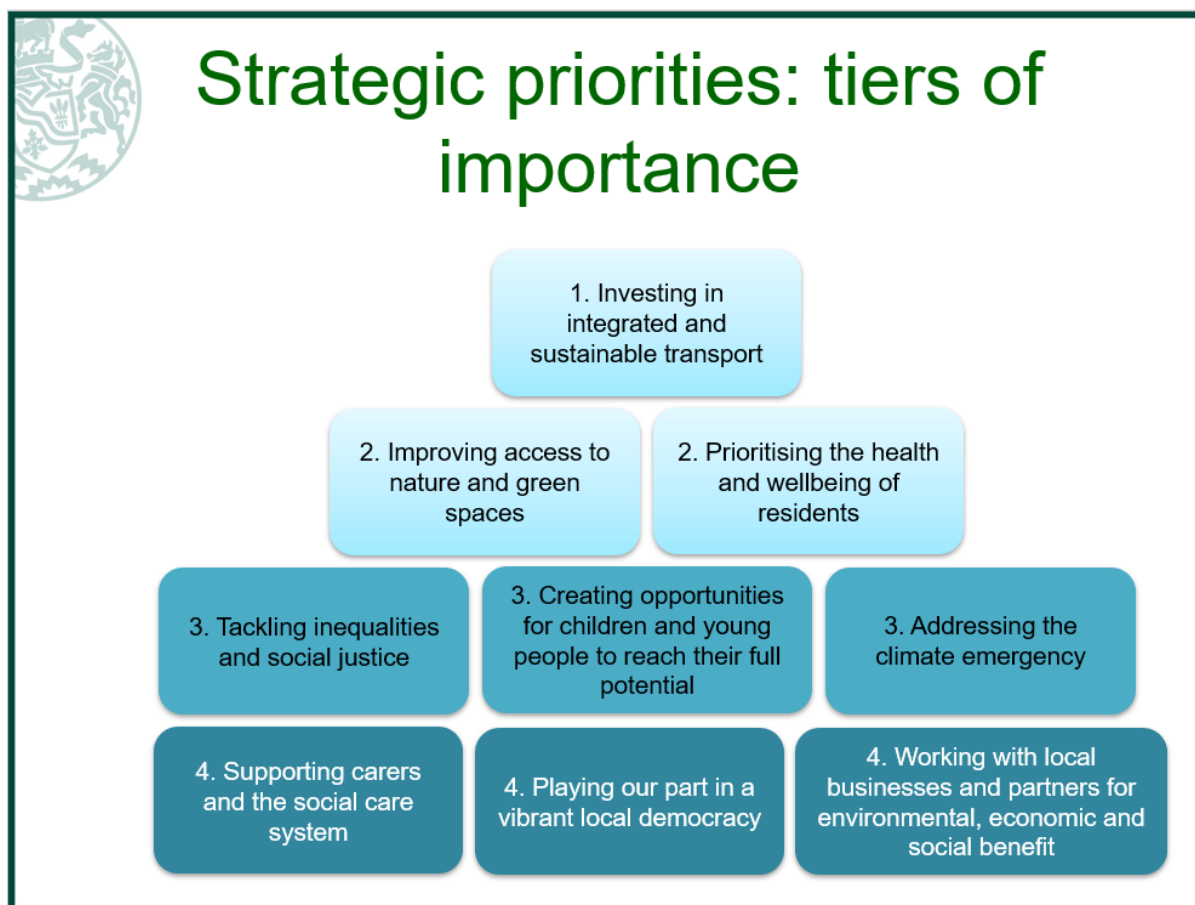 Strategic priorities: tiers of
importance
1. Investing in
integrated and
sustainable transport
2. Improving access to
nature and green
spaces
2. Prioritising the health
and wellbeing of
residents
3. Tackling inequalities
and social justice
3. Creating opportunities
for children and young
people to reach their full
potential
3. Addressing the
climate emergency
4. Supporting carers
and the social care
system
4. Playing our part in a
vibrant local democracy
4. Working with local
businesses and partners for
environmental, economic and
social benefit